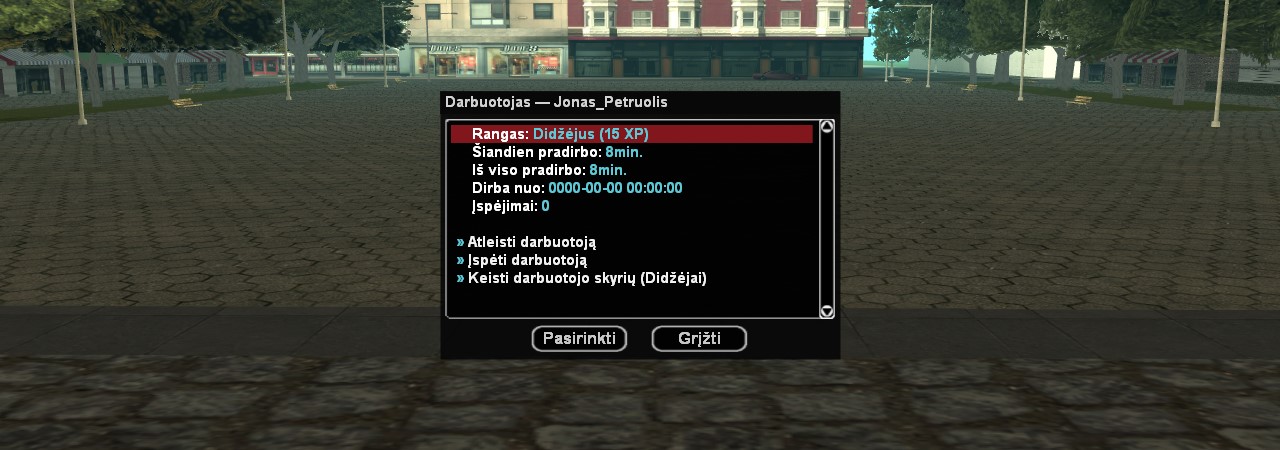 Darbuotojas — Jonas_Petruolis
Rangas: Didžėjus (15 XP)
Šiandien pradirbo: 8min.
Iš viso pradirbo: 8min.
Dirba nuo: 0000-00-00 00:00:00
Įspėjimai: 0
» Atleisti darbuotoją
» Įspėti darbuotoją
» Keisti darbuotojo skyrių (Didžėjai)
Pasirinkti
Grįžti